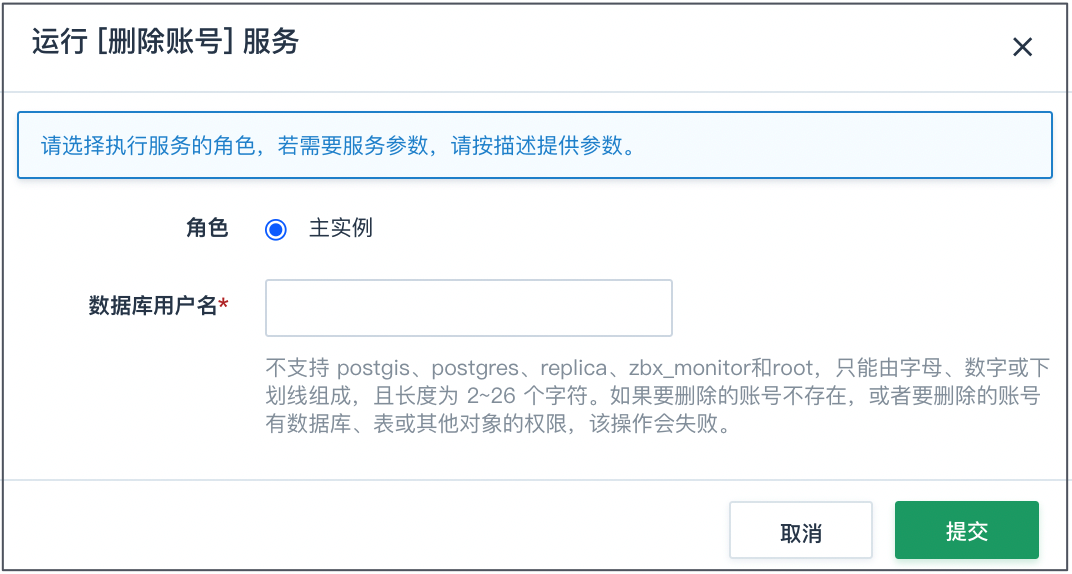 运行 [删除账号] 服务
请选择执行服务的角色，若需要服务参数，请按描述提供参数。
角色 主实例
数据库用户名*
不支持 postgis、postgres、replica、zbx_monitor和root，只能由字母、数字或下
划线组成，且长度为 2~26 个字符。如果要删除的账号不存在，或者要删除的账号
有数据库、表或其他对象的权限，该操作会失败。
取消 提交